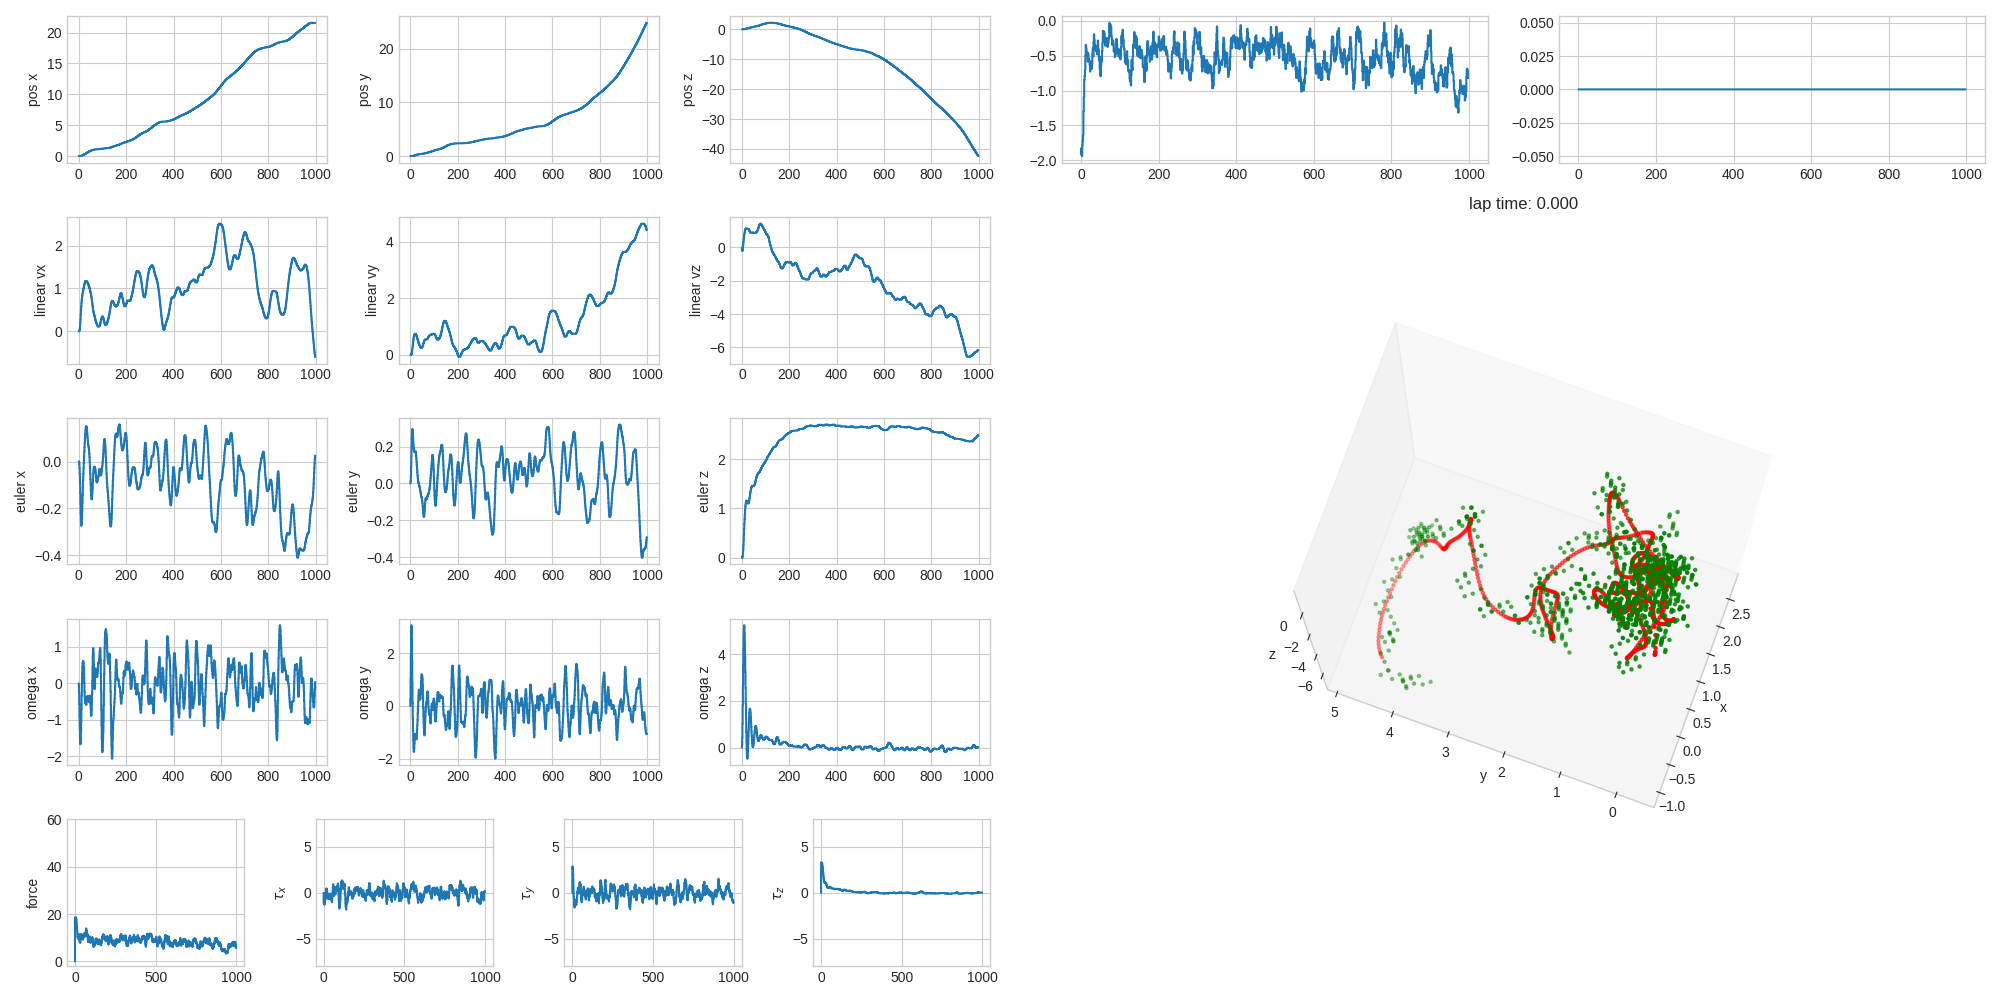 pos x
20
15
10
5
0
0 200 400 600 800 1000
pos y
20
10
0
0 200 400 600 800 1000
pos z
0
−10
−20
−30
−40
0 200 400 600 800 1000
0.0
−0.5
−1.0
−1.5
−2.0
0 200 400 600 800 1000
0.050
0.025
0.000
−0.025
−0.050
0 200 400 600 800 1000
linear vx
2
1
0
0 200 400 600 800 1000
linear vy
4
2
0
0 200 400 600 800 1000
linear vz
0
−2
−4
−6
0 200 400 600 800 1000
lap time: 0.000
euler x
0.0
−0.2
−0.4
0 200 400 600 800 1000
euler y
0.2
0.0
−0.2
−0.4
0 200 400 600 800 1000
euler z
2
1
0
0 200 400 600 800 1000
omega x
1
0
−1
−2
0 200 400 600 800 1000
omega y
2
0
−2
0 200 400 600 800 1000
omega z
4
2
0
0 200 400 600 800 1000
z
0
−2
−4
−6
y
5
4
3
2
1
0
x
2.5
2.0
1.5
1.0
0.5
0.0
−0.5
−1.0
force
60
40
20
0
0 500 1000
τx
5
0
−5
0 500 1000
τy
5
0
−5
0 500 1000
τz
5
0
−5
0 500 1000